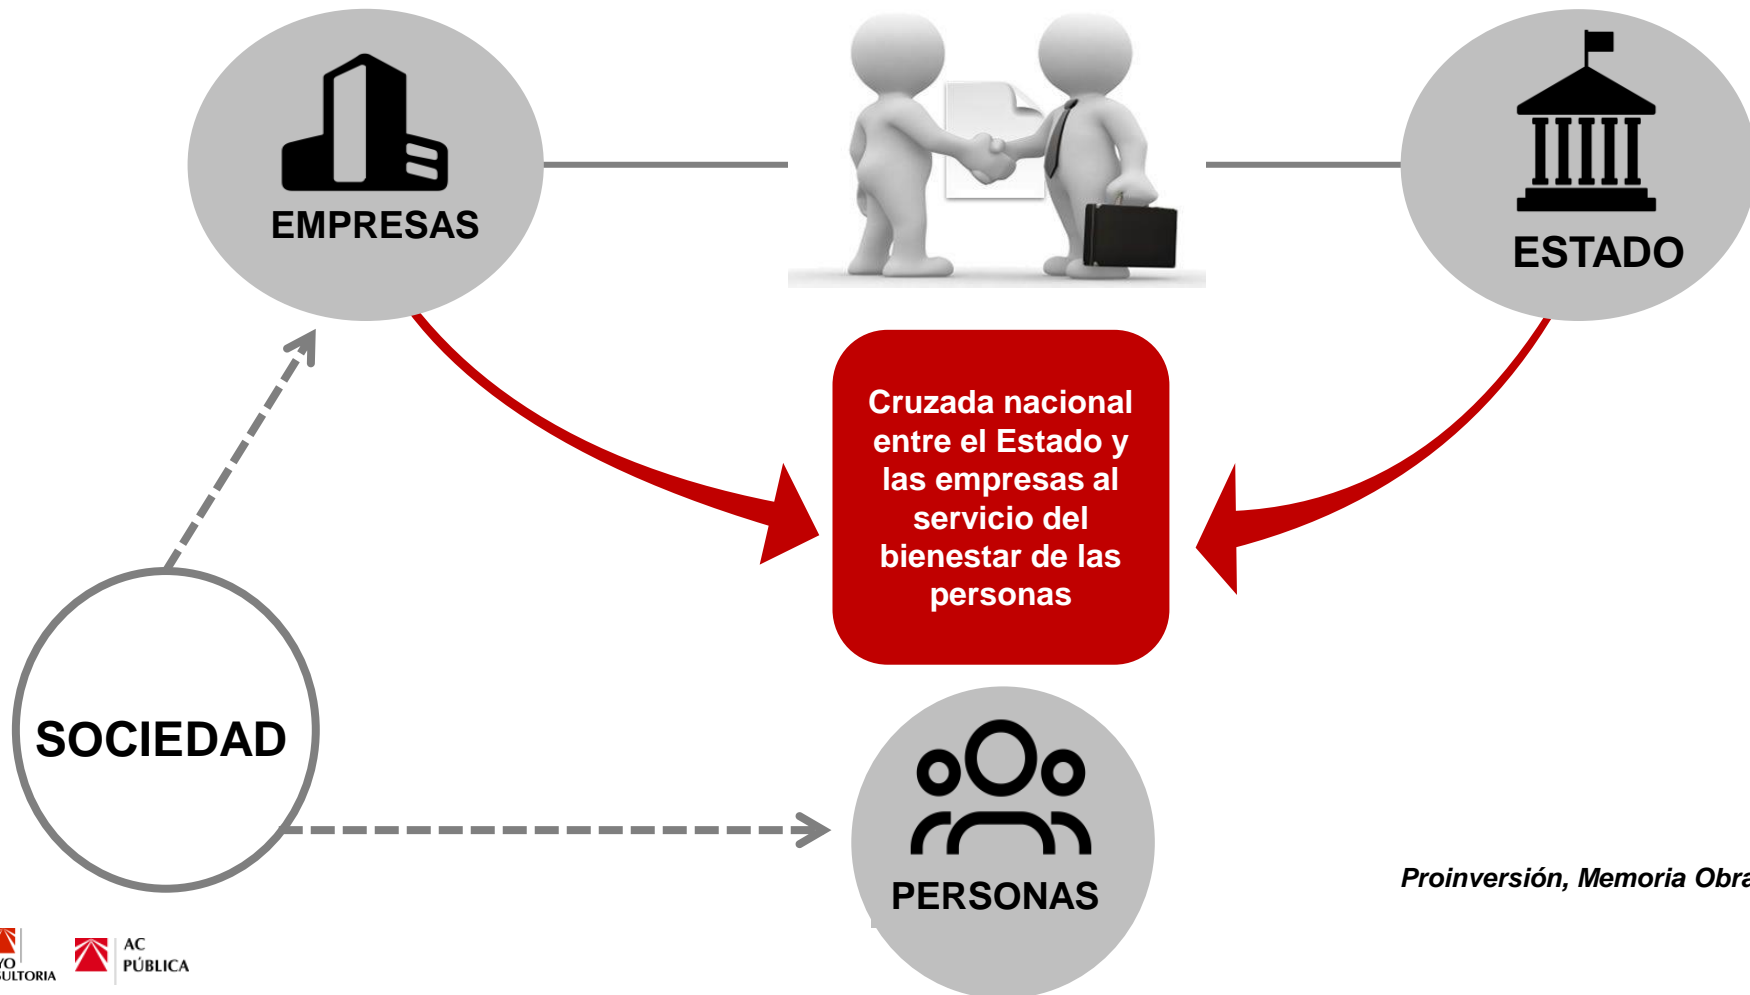 EMPRESAS
ESTADO
Cruzada nacional
entre el Estado y
las empresas al
servicio del
bienestar de las
personas
SOCIEDAD
PERSONAS
Proinversión, Memoria
AC
PÚBLICA